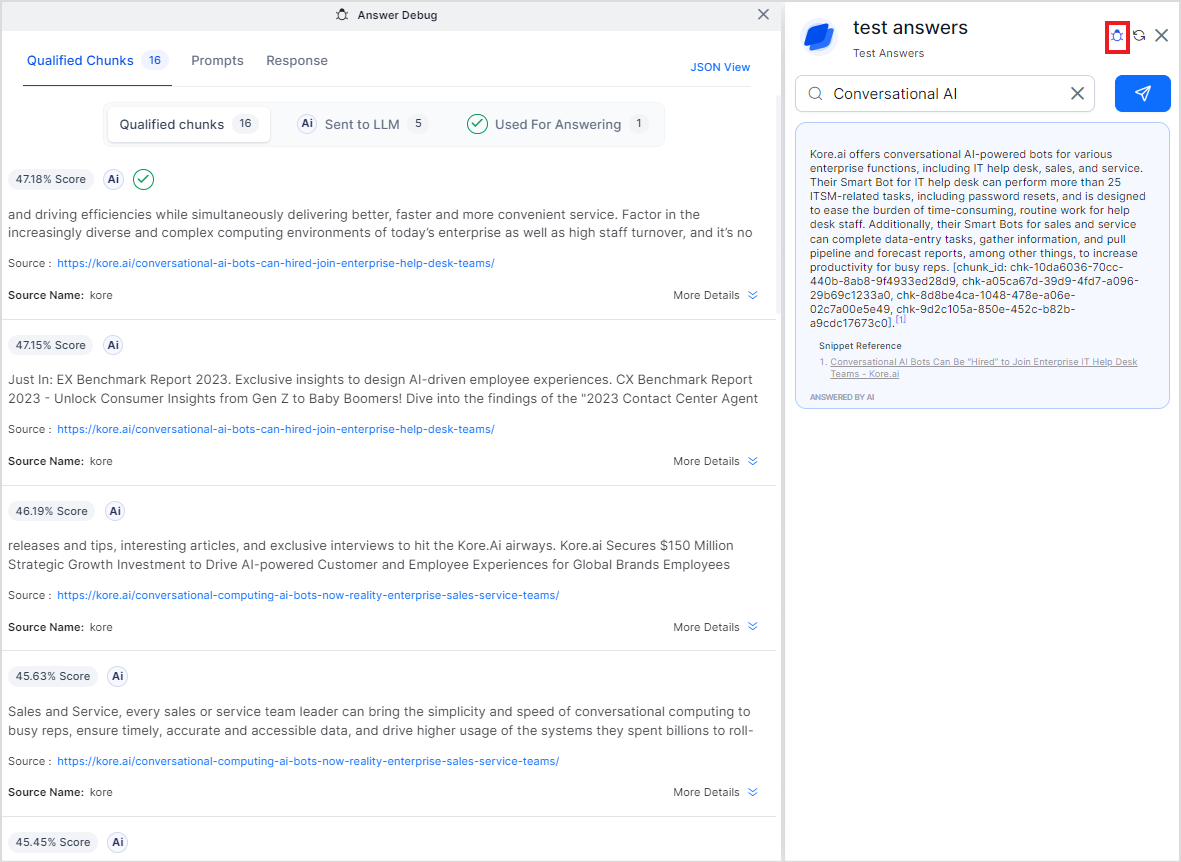 Answer Debug
Qualified Chunks 16 Prompts Response
JSON View
Qualified chunks 16 Ai Sent to LLM 5 Used For Answering 1
47.18% Score Ai
and driving efficiencies while simultaneously delivering better, faster and more convenient service. Factor in the
increasingly diverse and complex computing environments of today's enterprise as well as high staff turnover, and it's no
Source : https://kore.ai/conversational-ai-bots-can-hired-join-enterprise-help-desk-teams/
Source Name: kore More Details
47.15% Score Ai
Just In: EX Benchmark Report 2023. Exclusive insights to design AI-driven employee experiences. CX Benchmark Report
2023 - Unlock Consumer Insights from Gen Z to Baby Boomers! Dive into the findings of the "2023 Contact Center Agent
Source : https://kore.ai/conversational-ai-bots-can-hired-join-enterprise-help-desk-teams/
Source Name: kore More Details
46.19% Score Ai
releases and tips, interesting articles, and exclusive interviews to hit the Kore.Ai airways. Kore.ai Secures $150 Million
Strategic Growth Investment to Drive AI-powered Customer and Employee Experiences for Global Brands Employees
Source : https://kore.ai/conversational-computing-ai-bots-now-reality-enterprise-sales-service-teams/
Source Name: kore More Details
45.63% Score Ai
Sales and Service, every sales or service team leader can bring the simplicity and speed of conversational computing to
busy reps, ensure timely, accurate and accessible data, and drive higher usage of the systems they spent billions to roll-
Source : https://kore.ai/conversational-computing-ai-bots-now-reality-enterprise-sales-service-teams/
Source Name: kore More Details
45.45% Score Ai
test answers
Test Answers
Conversational AI
Kore.ai offers conversational AI-powered bots for various
enterprise functions, including IT help desk, sales, and service.
Their Smart Bot for IT help desk can perform more than 25
ITSM-related tasks, including password resets, and is designed
to ease the burden of time-consuming, routine work for help
desk staff. Additionally, their Smart Bots for sales and service
can complete data-entry tasks, gather information, and pull
pipeline and forecast reports, among other things, to increase
productivity for busy reps. [chunk_id: chk-10da6036-70cc-
440b-8ab8-9f4933ed28d9, chk-a05ca67d-39d9-4fd7-a096-
29b69c1233a0, chk-8d8be4ca-1048-478e-a06e-
02c7a00e5e49, chk-9d2c105a-850e-452c-b82b-
a9cdc17673c0].[1]
Snippet Reference
1. Conversational AI Bots Can Be "Hired" to Join Enterprise IT Help Desk
Teams - Kore.ai
ANSWERED BY AI